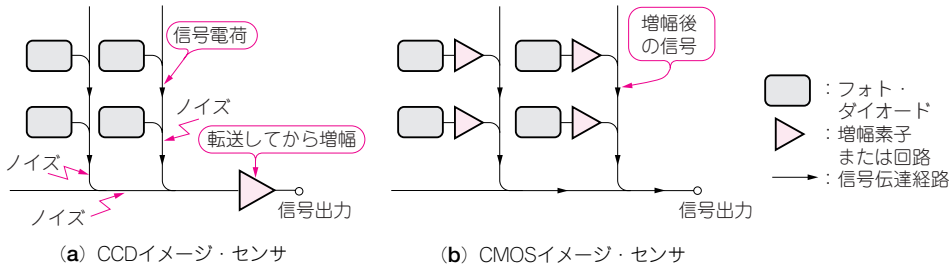 信号電荷
ノイズ
転送してから増幅
ノイズ
ノイズ
信号出力
(a) CCDイメージ・センサ
増幅後
の信号
信号出力
(b) CMOSイメージ・センサ
：フォト・
ダイオード
：増幅素子
または回路
：信号伝達経路